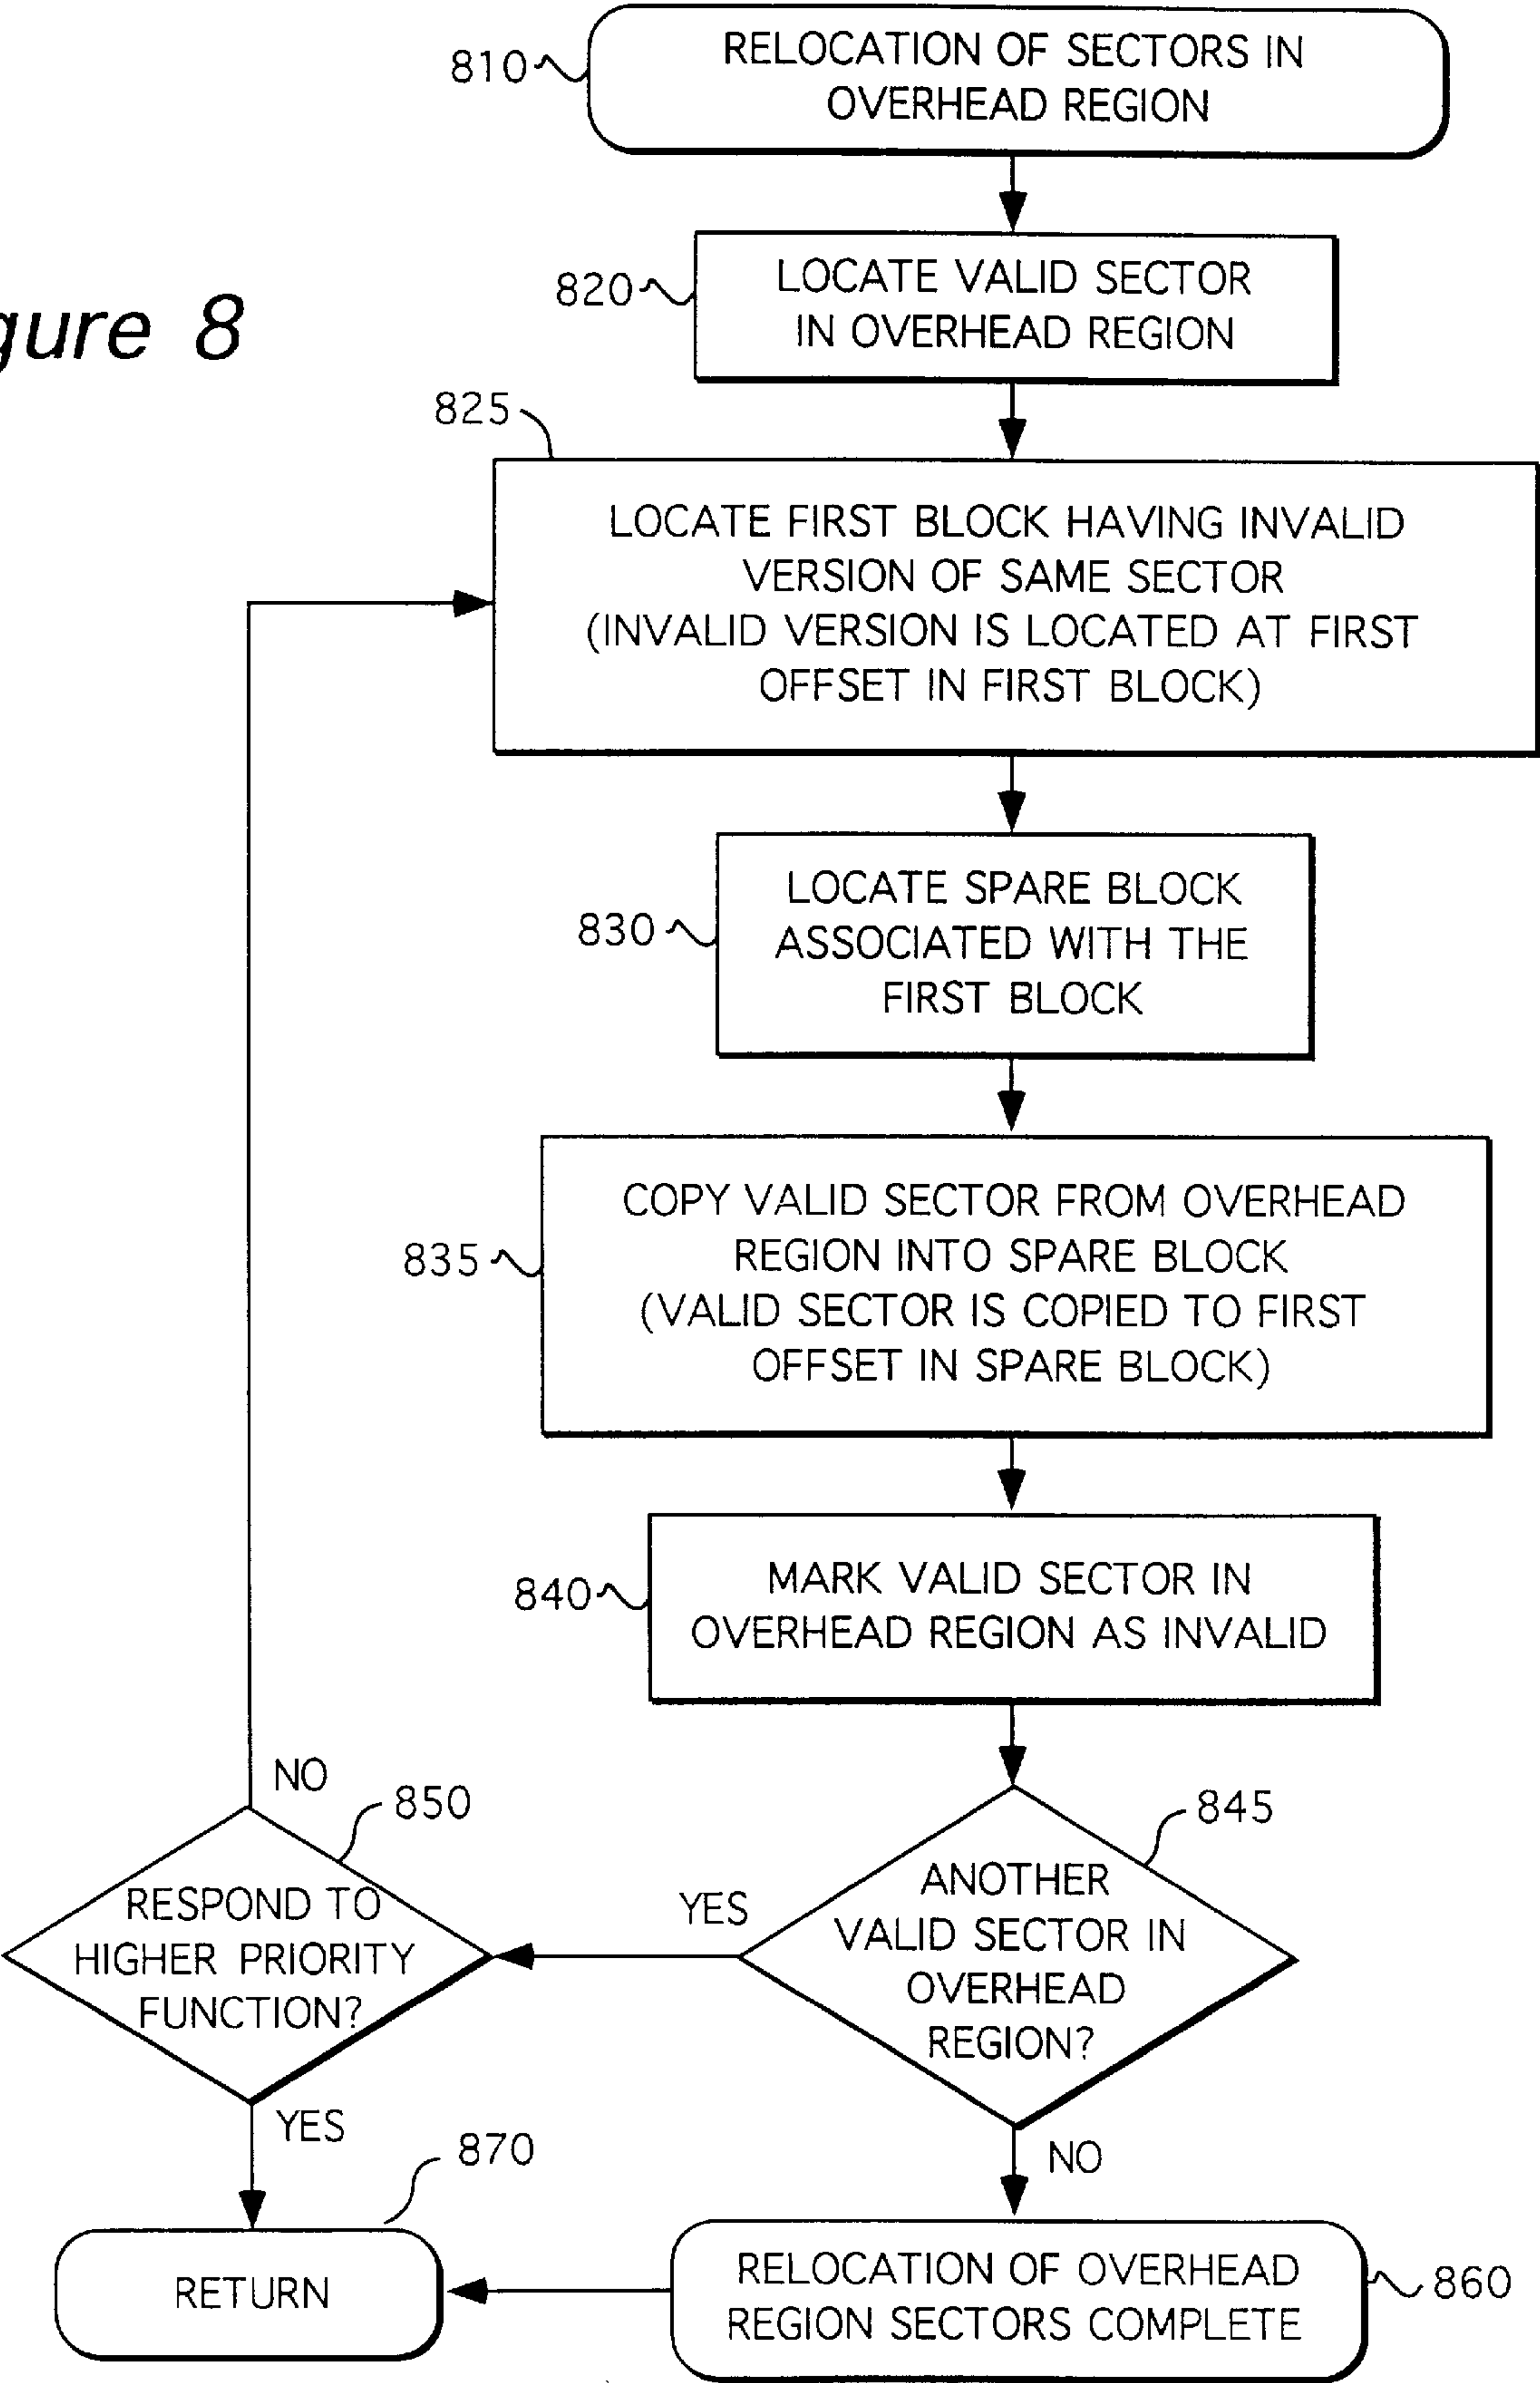 810
RELOCATION OF SECTORS IN
OVERHEAD REGION
820
LOCATE VALID SECTOR
IN OVERHEAD REGION
gure 8
825
LOCATE FIRST BLOCK HAVING INVALID
VERSION OF SAME SECTOR
(INVALID VERSION IS LOCATED AT FIRST
OFFSET IN FIRST BLOCK)
830
LOCATE SPARE BLOCK
ASSOCIATED WITH THE
FIRST BLOCK
835
COPY VALID SECTOR FROM OVERHEAD
REGION INTO SPARE BLOCK
(VALID SECTOR IS COPIED TO FIRST
OFFSET IN SPARE BLOCK)
840
MARK VALID SECTOR IN
OVERHEAD REGION AS INVALID
845
ANOTHER
VALID SECTOR IN
OVERHEAD
REGION?
YES
NO
850
RESPOND TO
HIGHER PRIORITY
FUNCTION?
NO
YES
870
RETURN
RELOCATION OF OVERHEAD
REGION SECTORS COMPLETE
860